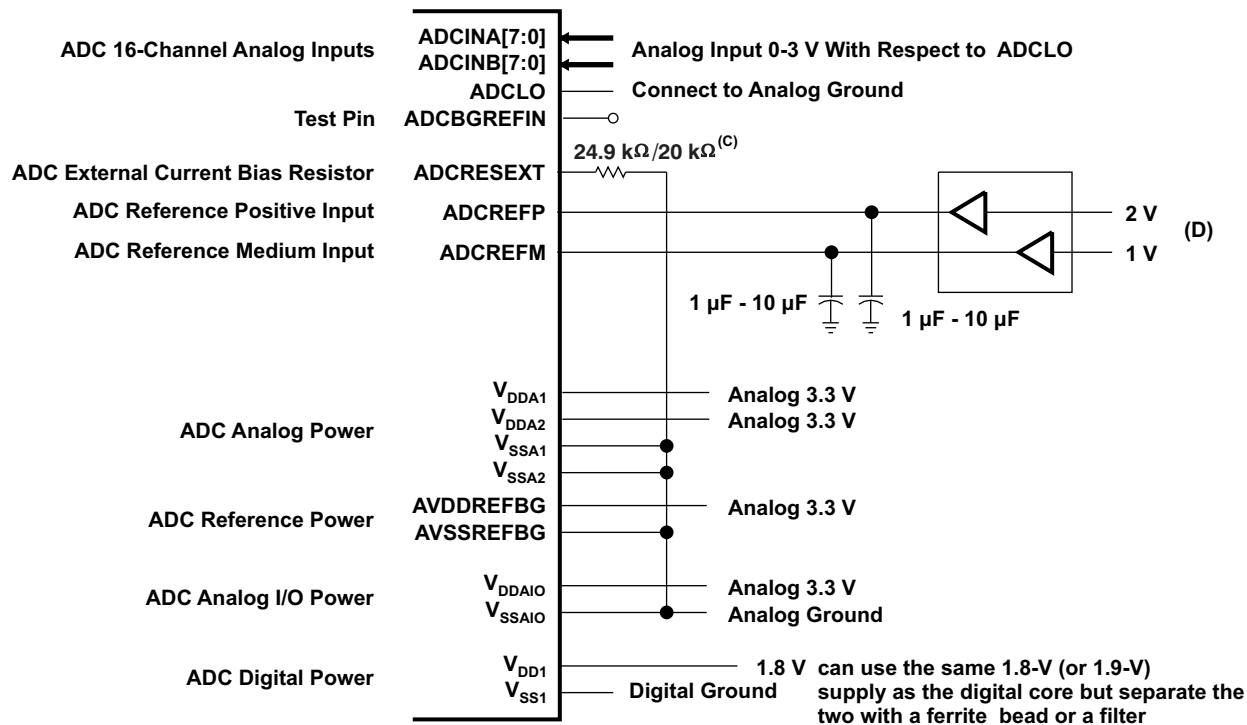 ADC 16-Channel Analog Inputs
ADCINA[7:0]
ADCINB[7:0]
Analog Input 0-3 V With Respect to ADCLO
ADCLO
Connect to Analog Ground
Test Pin
ADCBGREFIN
24.9 kΩ/20 kΩ(C)
ADC External Current Bias Resistor
ADCRESEXT
ADC Reference Positive Input
ADCREFP
2 V
(D)
ADC Reference Medium Input
ADCREFM
1 V
1 µF - 10 µF
1 µF - 10 µF
ADC Analog Power
VDDA1
Analog 3.3 V
VDDA2
Analog 3.3 V
VSSA1
VSSA2
ADC Reference Power
AVDDREFBG
Analog 3.3 V
AVSSREFBG
ADC Analog I/O Power
VDDAIO
Analog 3.3 V
VSSAIO
Analog Ground
ADC Digital Power
VDD1
1.8 V can use the same 1.8-V (or 1.9-V)
VSS1
Digital Ground
supply as the digital core but separate the
two with a ferrite bead or a filter